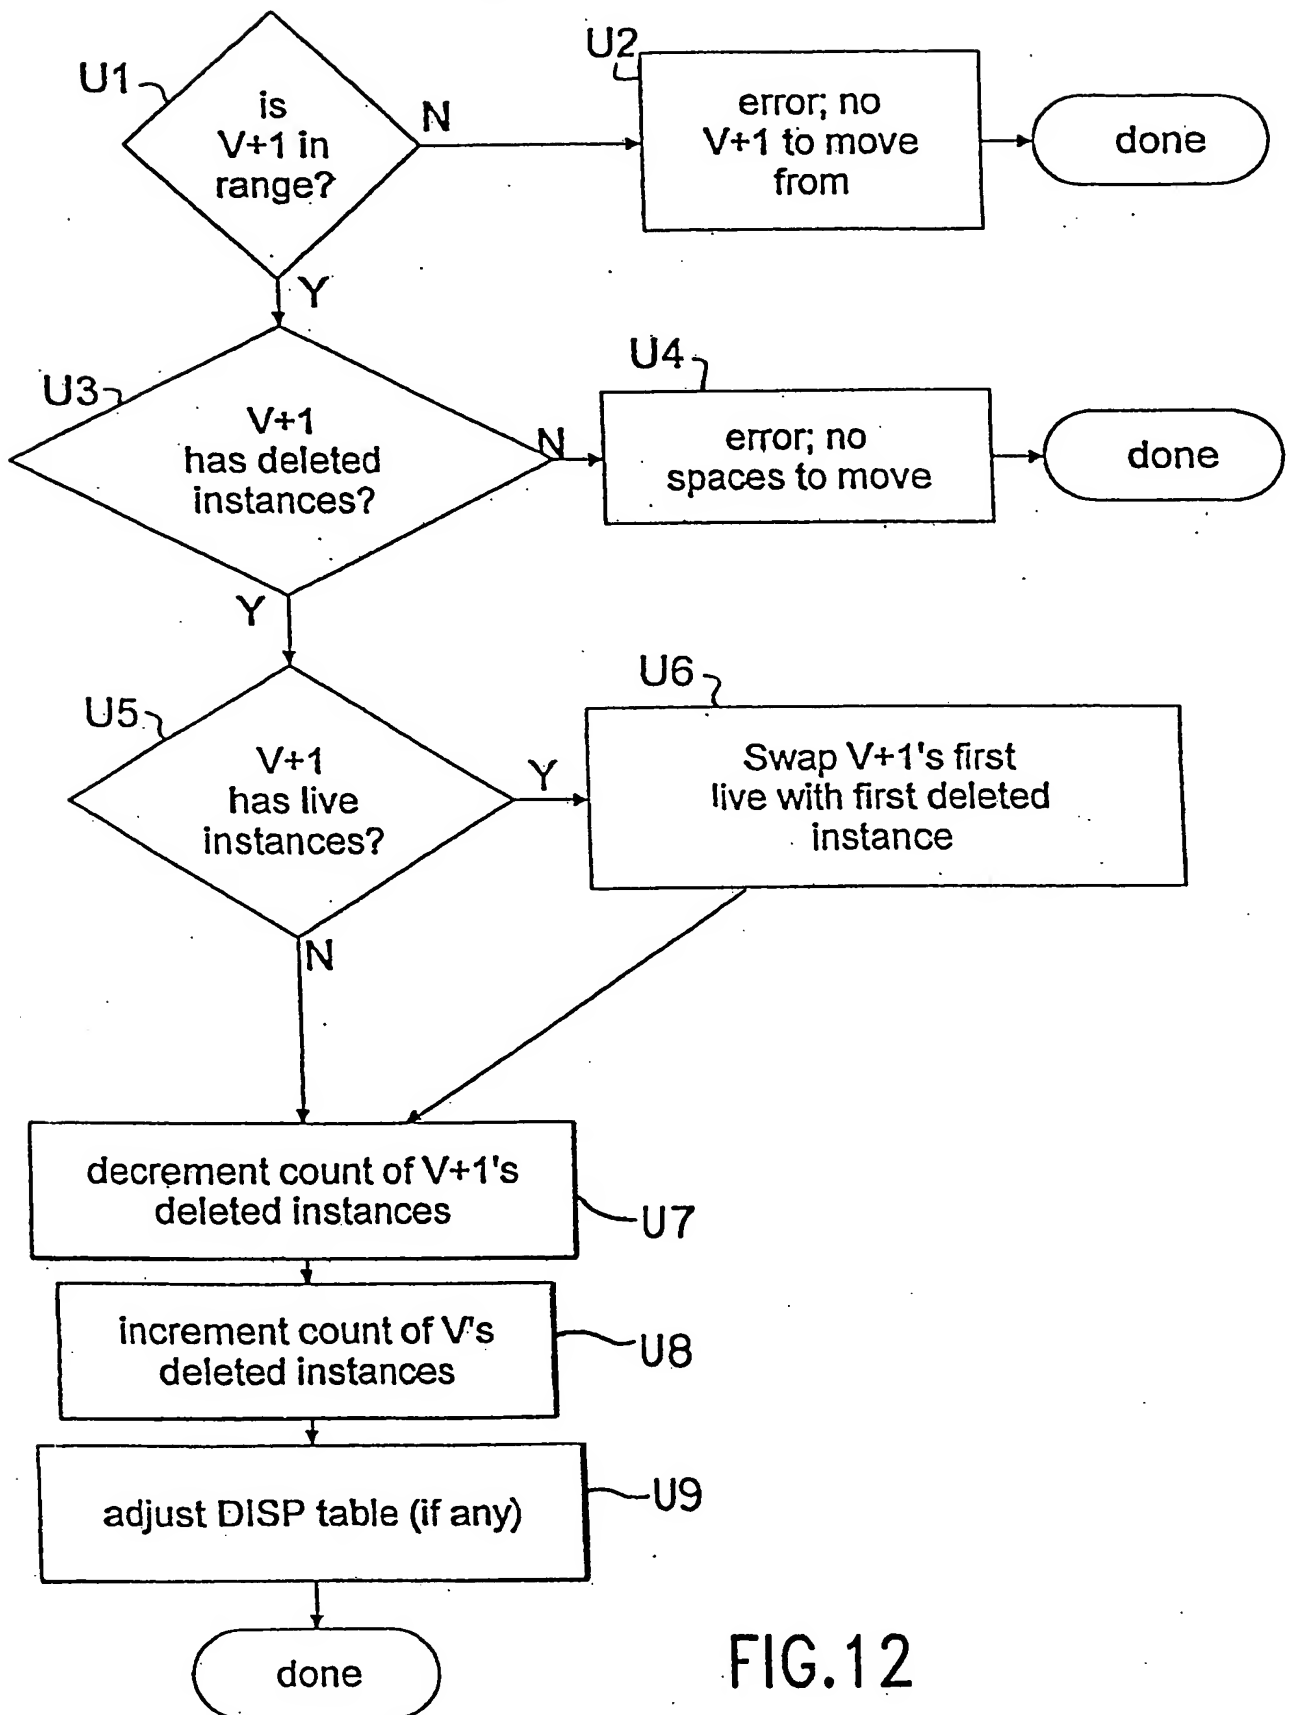 U1
is
V+1 in
range?
N
U2
error; no
V+1 to move
from
done
Y
U3
V+1
has deleted
instances?
N
U4
error; no
spaces to move
done
Y
U5
V+1
has live
instances?
Y
U6
Swap V+1's first
live with first deleted
instance
N
decrement count of V+1's
deleted instances
U7
increment count of V's
deleted instances
U8
adjust DISP table (if any)
U9
done
FIG.12